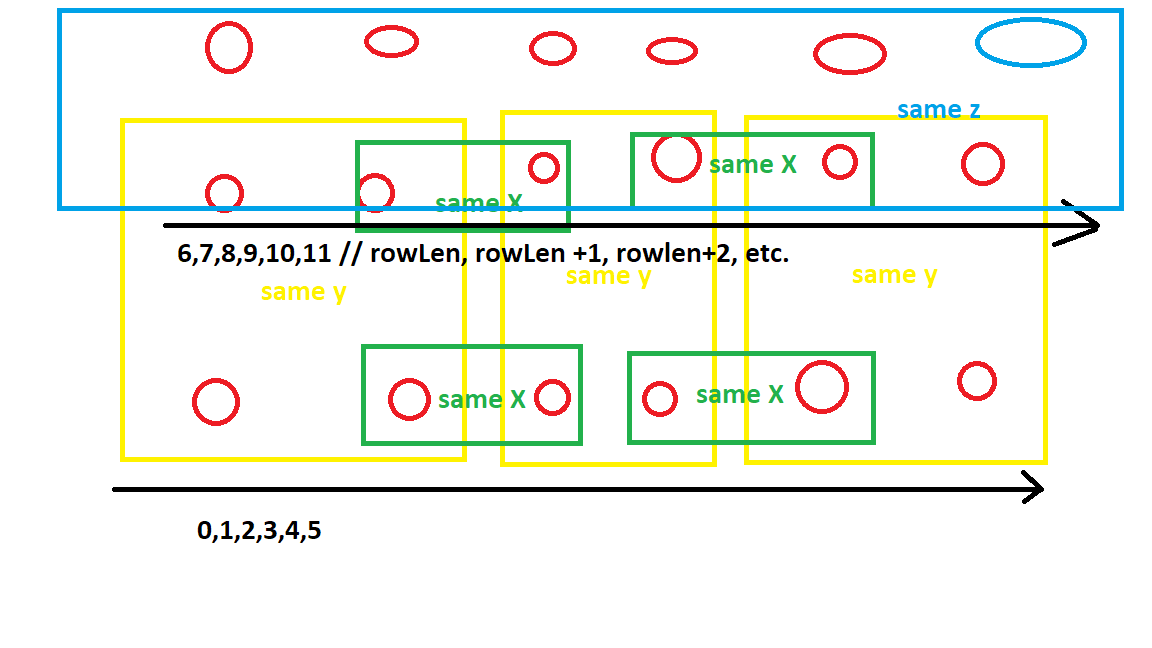 same z
same X
same X
6,7,8,9,10,11 // rowLen, rowLen +1, rowlen+2, etc.
same y
same y
same y
same X
same X
0,1,2,3,4,5